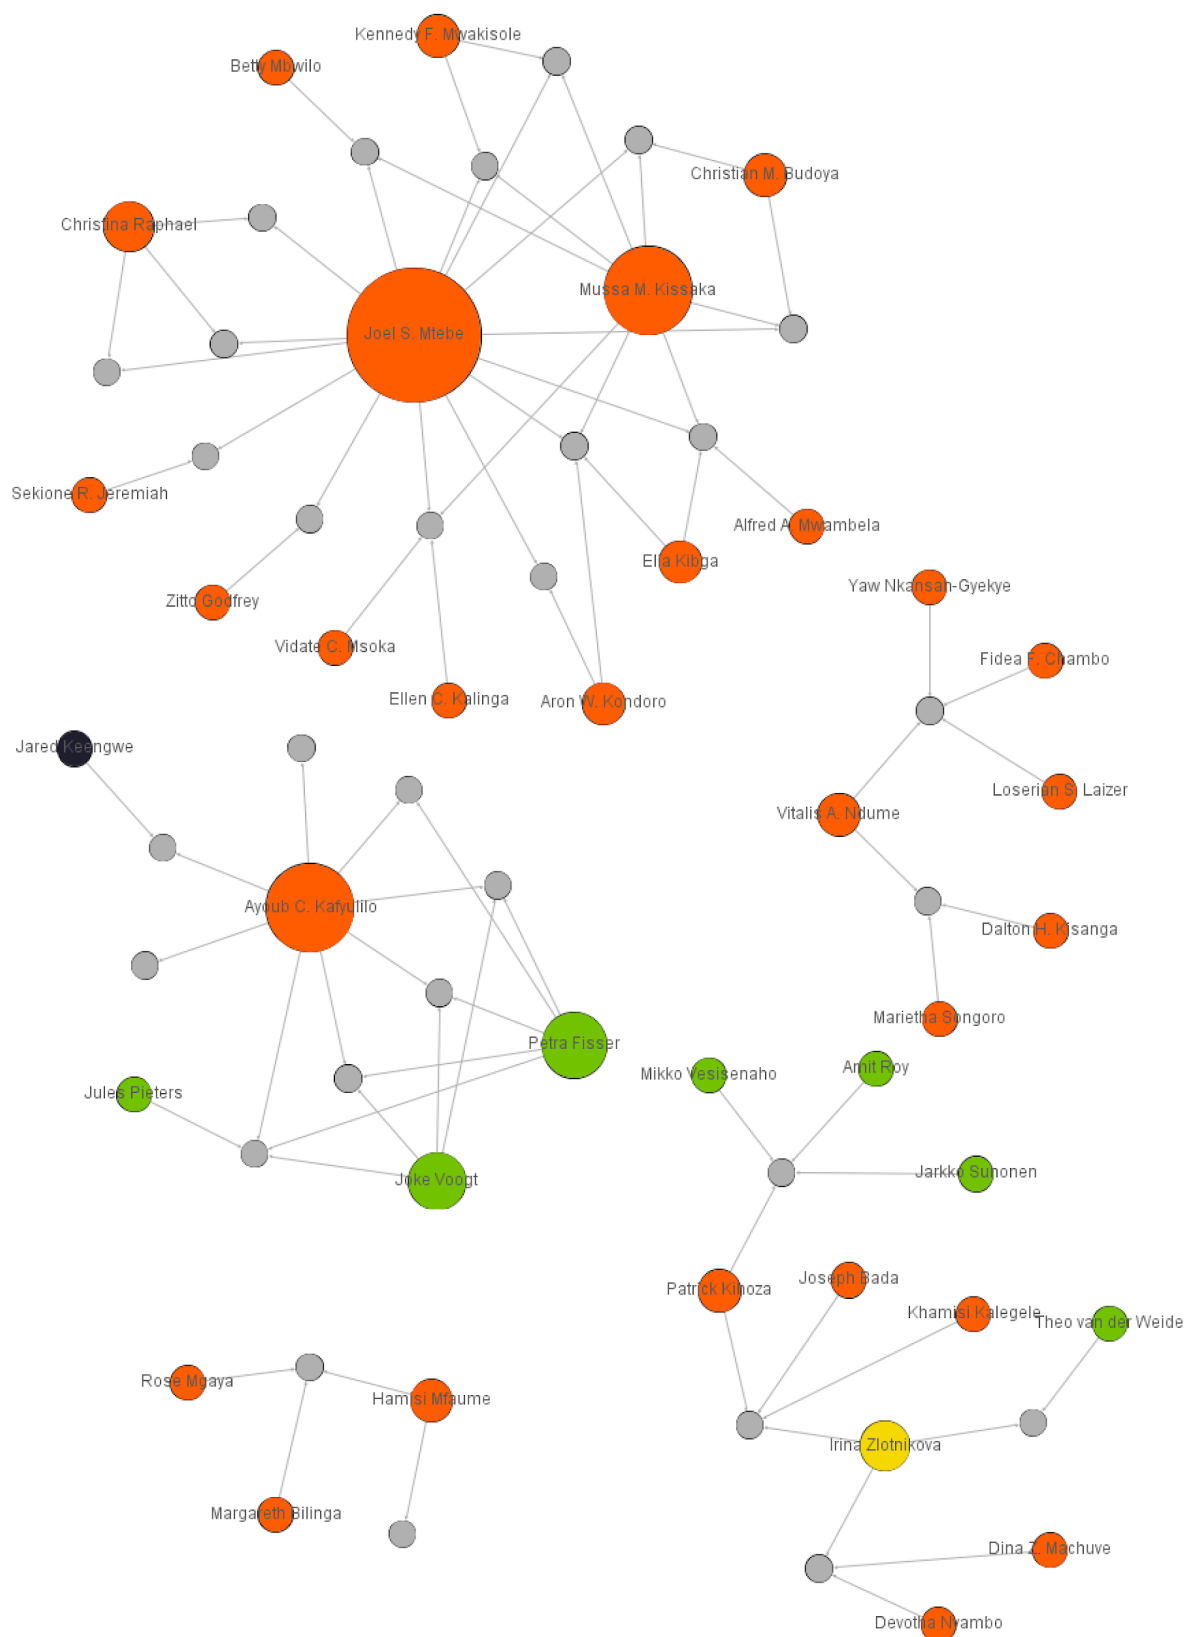 Kennedy F. Mwakisole
Betty Mbwilo
Christian M. Budoya
Christina Raphael
Mussa M. Kissaka
Joel S. Mtebe
Sekione R. Jeremiah
Alfred A. Mwambela
Elia Kibga
Yaw Nkansah-Gyekye
Zitto Godfrey
Vidate C. Msoka
Fidea F. Chambo
Ellen C. Kalinga
Aron W. Kondoro
Jared Keengwe
Loserian S. Laizer
Vitalis A. Ndume
Ayoub C. Kafyulilo
Dalton H. Kisanga
Marietha Songoro
Petra Fisser
Mikko Vesisenaho
Amit Roy
Jules Pieters
Jarkko Suhonen
Joke Voogt
Patrick Kihoza
Joseph Bada
Khamisi Kalegele
Theo van der Weide
Rose Mgaya
Hamisi Mfaume
Irina Zlotnikova
Margareth Bilinga
Dina Z. Machuve
Devotha Nyambo